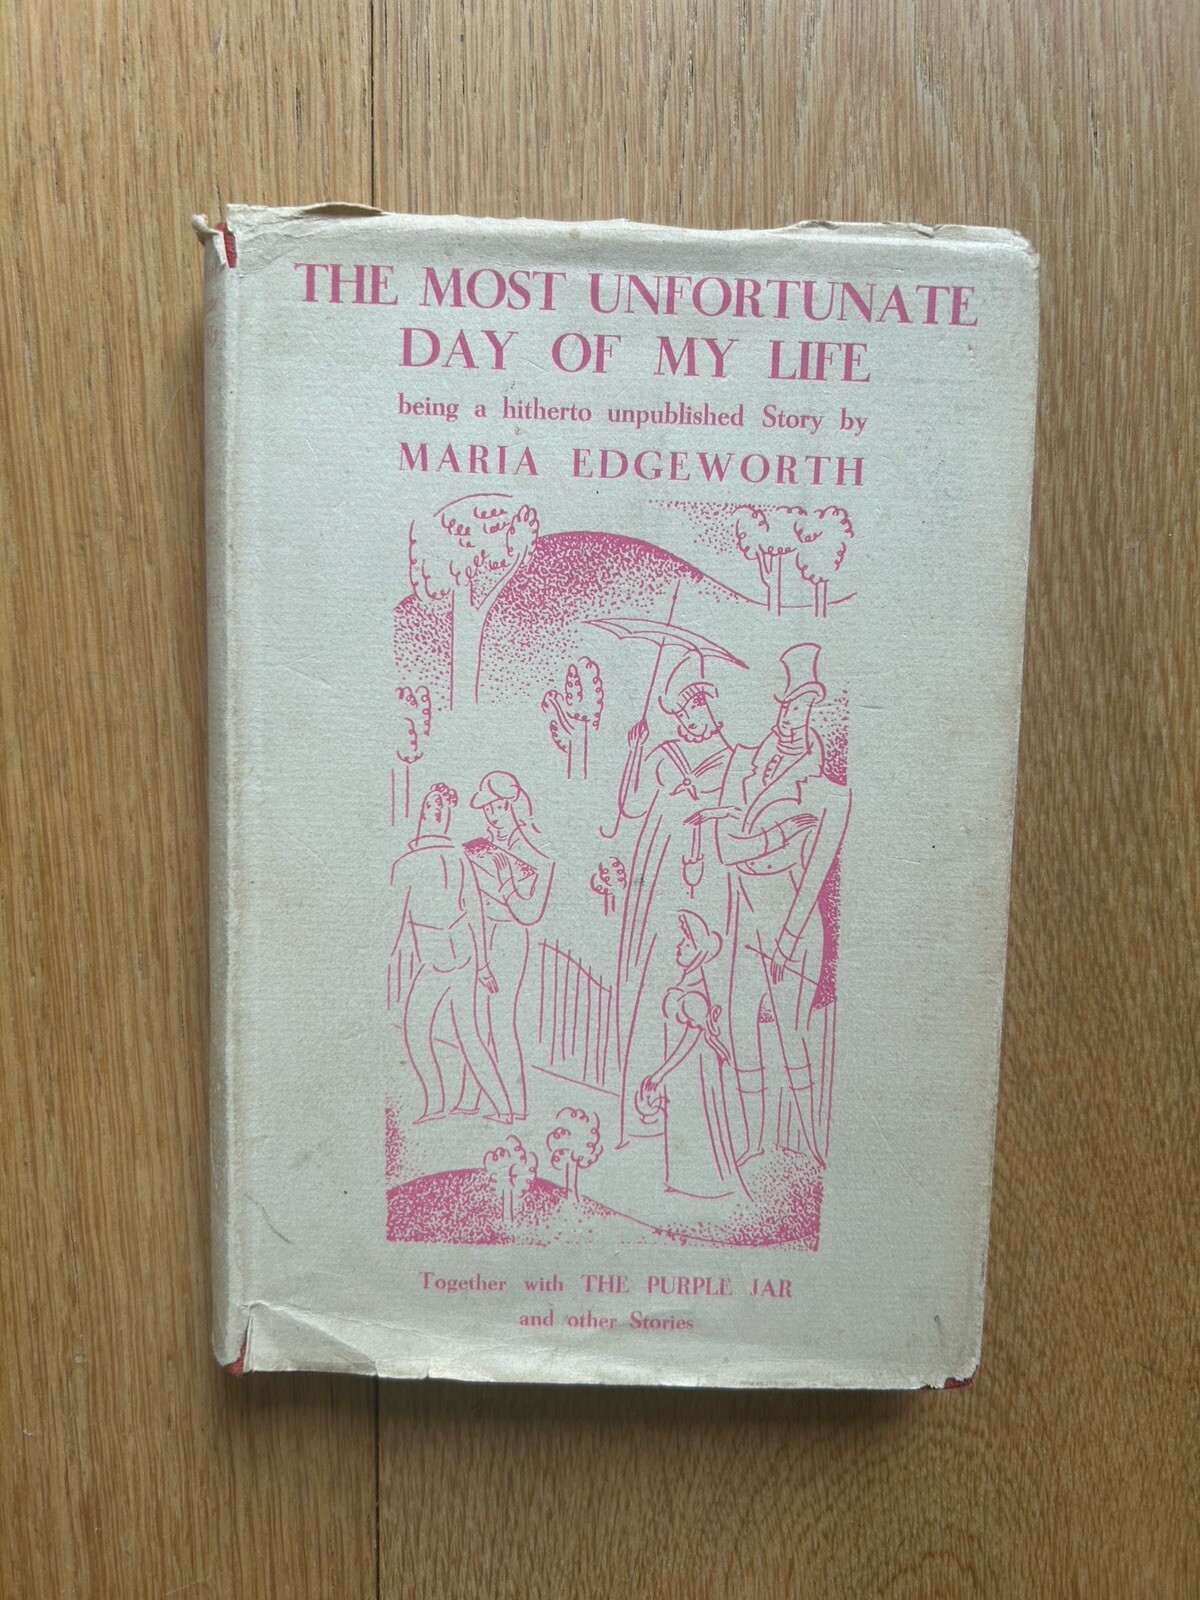 THE MOST UNFORTUNATE
DAY OF MY LIFE
being a hitherto unpublished Story by
MARIA EDGEWORTH
Together with THE PURPLE JAR
and other Stories